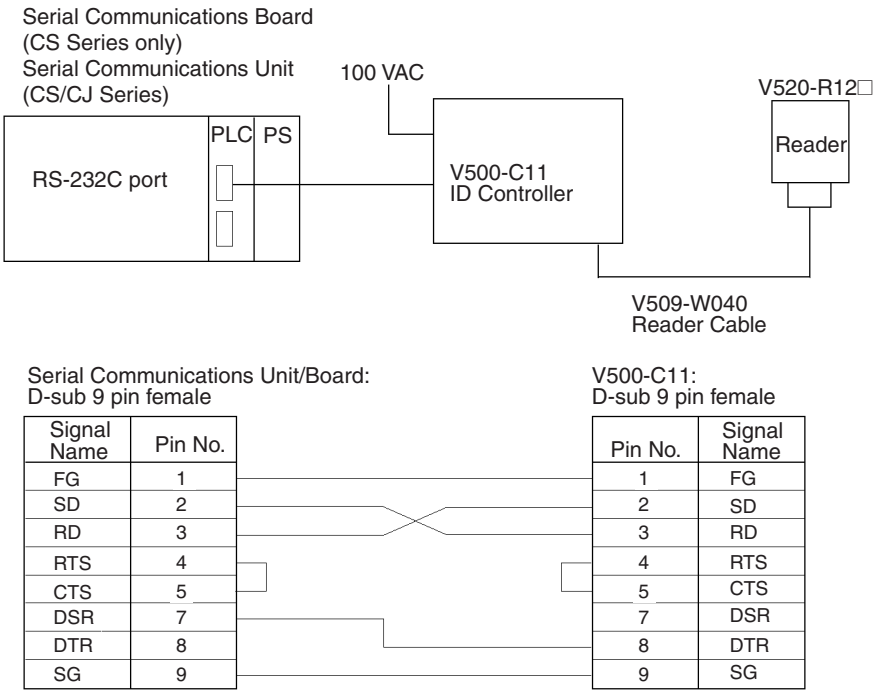 Serial Communications Board
(CS Series only)
Serial Communications Unit
(CS/CJ Series)
100 VAC
V520-R12□
PLC PS
Reader
RS-232C port
V500-C11
ID Controller
V509-W040
Reader Cable
Serial Communications Unit/Board:
D-sub 9 pin female
Signal
Name
Pin No.
FG 1
SD 2
RD 3
RTS 4
CTS 5
DSR 7
DTR 8
SG 9
V500-C11:
D-sub 9 pin female
Pin No.
Signal
Name
1 FG
2 SD
3 RD
4 RTS
5 CTS
7 DSR
8 DTR
9 SG